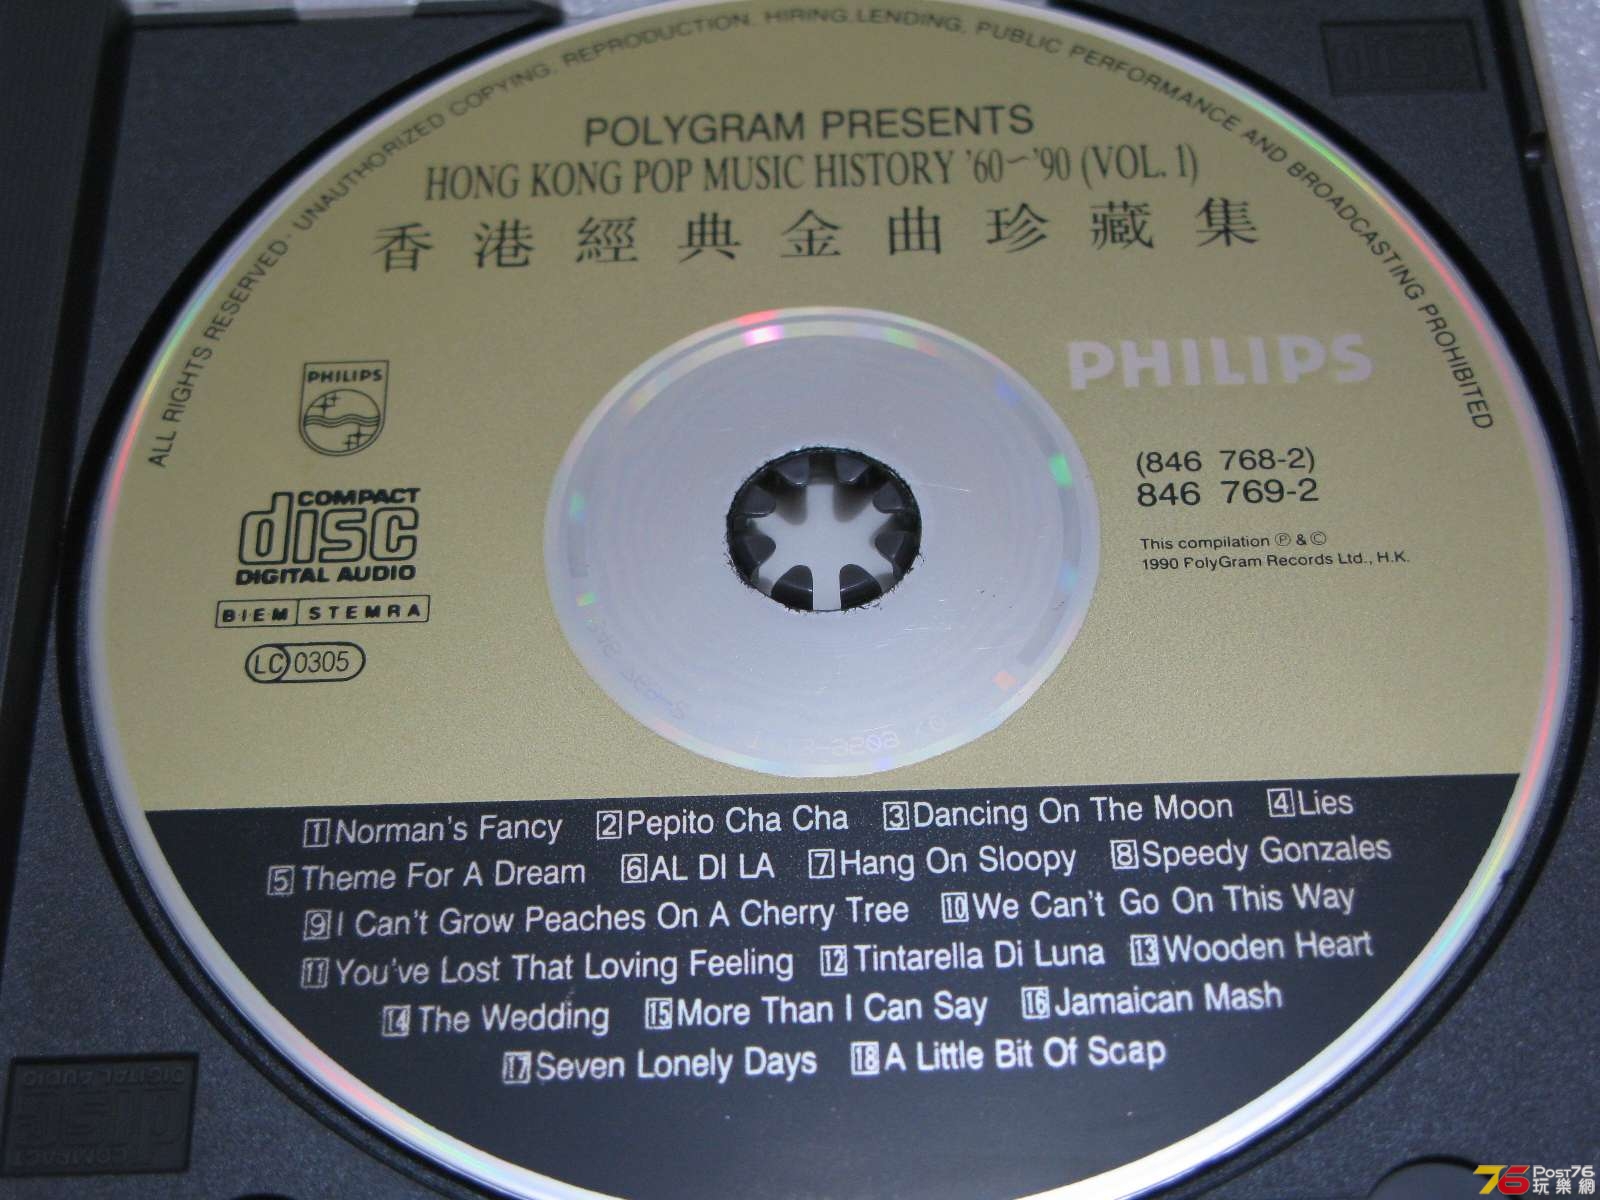 ALL RIGHTS RESERVED · UNAUTHORIZED COPYING, REPRODUCTION, HIRING, LENDING, PUBLIC PERFORMANCE AND BROADCASTING PROHIBITED
POLYGRAM PRESENTS
HONG KONG POP MUSIC HISTORY '60~'90 (VOL. 1)
香港經典金曲珍藏集
PHILIPS
PHILIPS
COMPACT
disc
DIGITAL AUDIO
BIEM STEMRA
LC 0305
(846 768-2)
846 769-2
This compilation Ⓟ & ©
1990 PolyGram Records Ltd., H.K.
1 Norman's Fancy 2 Pepito Cha Cha 3 Dancing On The Moon 4 Lies
5 Theme For A Dream 6 AL DI LA 7 Hang On Sloopy 8 Speedy Gonzales
9 I Can't Grow Peaches On A Cherry Tree 10 We Can't Go On This Way
11 You've Lost That Loving Feeling 12 Tintarella Di Luna 13 Wooden Heart
14 The Wedding 15 More Than I Can Say 16 Jamaican Mash
17 Seven Lonely Days 18 A Little Bit Of Scap
disc
COMPACT
disc
DIGITAL AUDIO
76 Post76
玩樂網